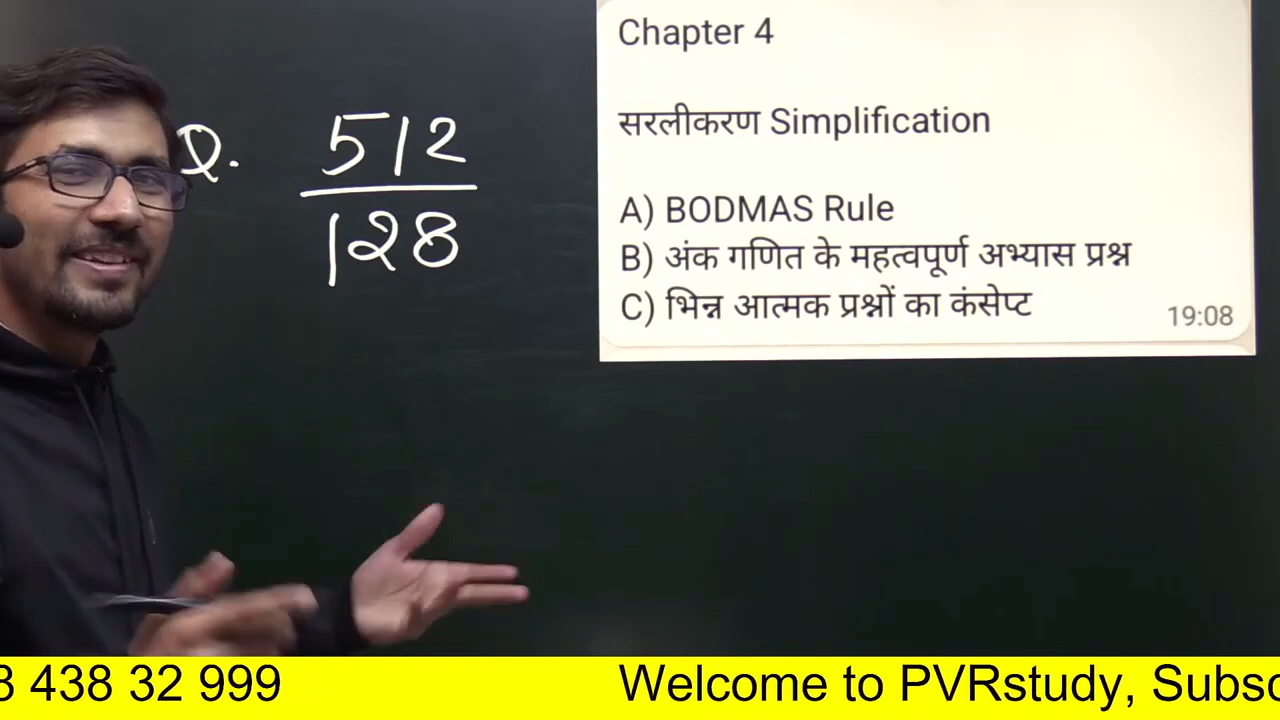 Q. 512
128
Chapter 4
सरलीकरण Simplification
A) BODMAS Rule
B) अंक गणित के महत्वपूर्ण अभ्यास प्रश्न
C) भिन्न आत्मक प्रश्नों का कंसेप्ट
19:08
8 438 32 999
Welcome to PVRstudy, Subsc